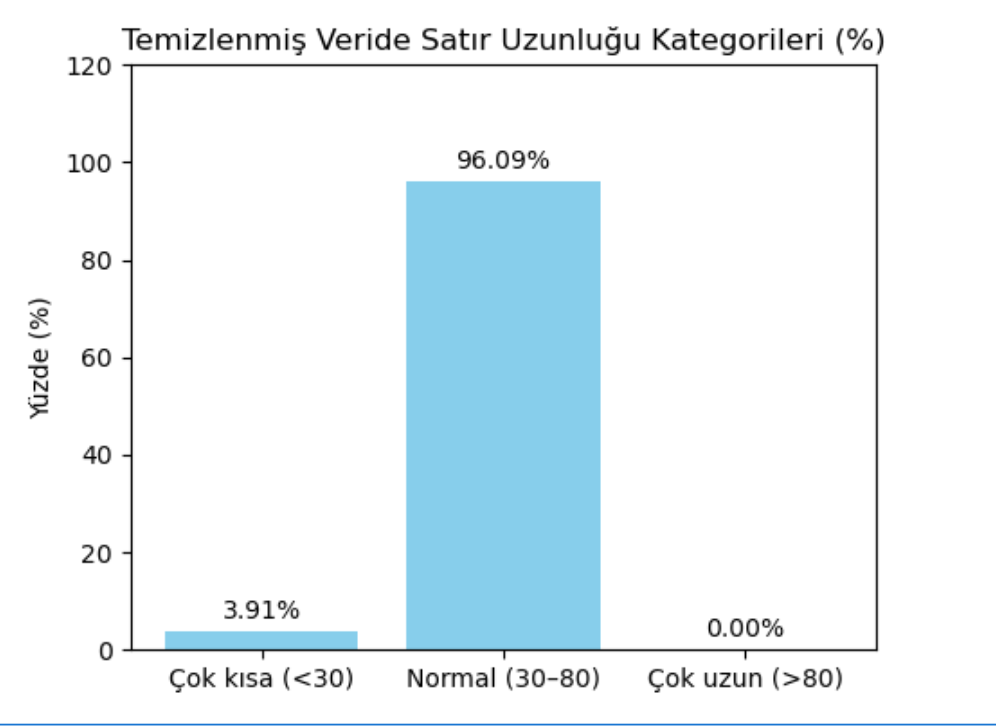 Temizlenmiş Veride Satır Uzunluğu Kategorileri (%)
120
100
80
60
40
20
0
Yüzde (%)
3.91%
96.09%
0.00%
Çok kısa (<30)
Normal (30–80)
Çok uzun (>80)